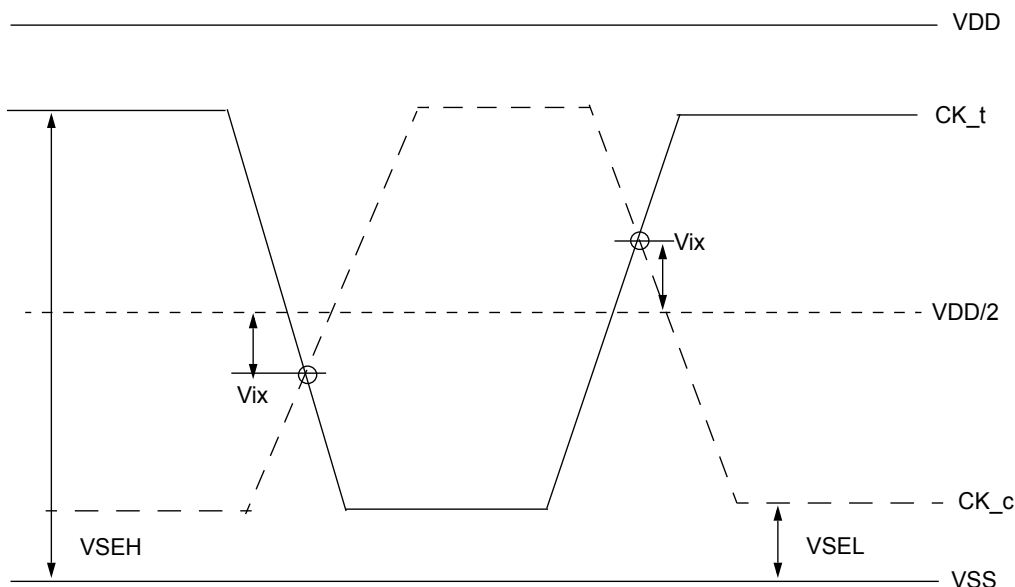 VDD
CK_t
Vix
VDD/2
Vix
CK_c
VSEH
VSEL
VSS